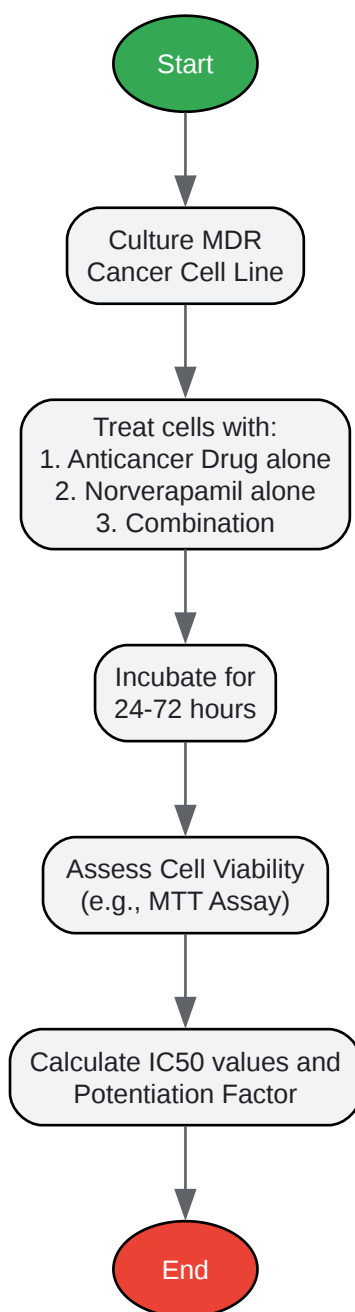 Start
Culture MDR
Cancer Cell Line
Treat cells with:
1. Anticancer Drug alone
2. Norverapamil alone
3. Combination
Incubate for
24-72 hours
Assess Cell Viability
(e.g., MTT Assay)
Calculate IC50 values and
Potentiation Factor
End